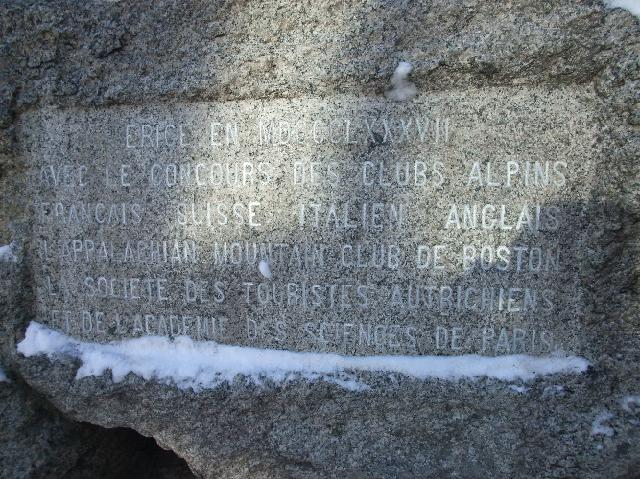 ERIGE EN MDCCCLXXXVII
AVEC LE CONCOURS DES CLUBS ALPINS
FRANCAIS SUISSE ITALIEN ANGLAIS
L'APPALACHIAN MOUNTAIN CLUB DE BOSTON
LA SOCIETE DES TOURISTES AUTRICHIENS
ET DE L'ACADEMIE DES SCIENCES DE PARIS